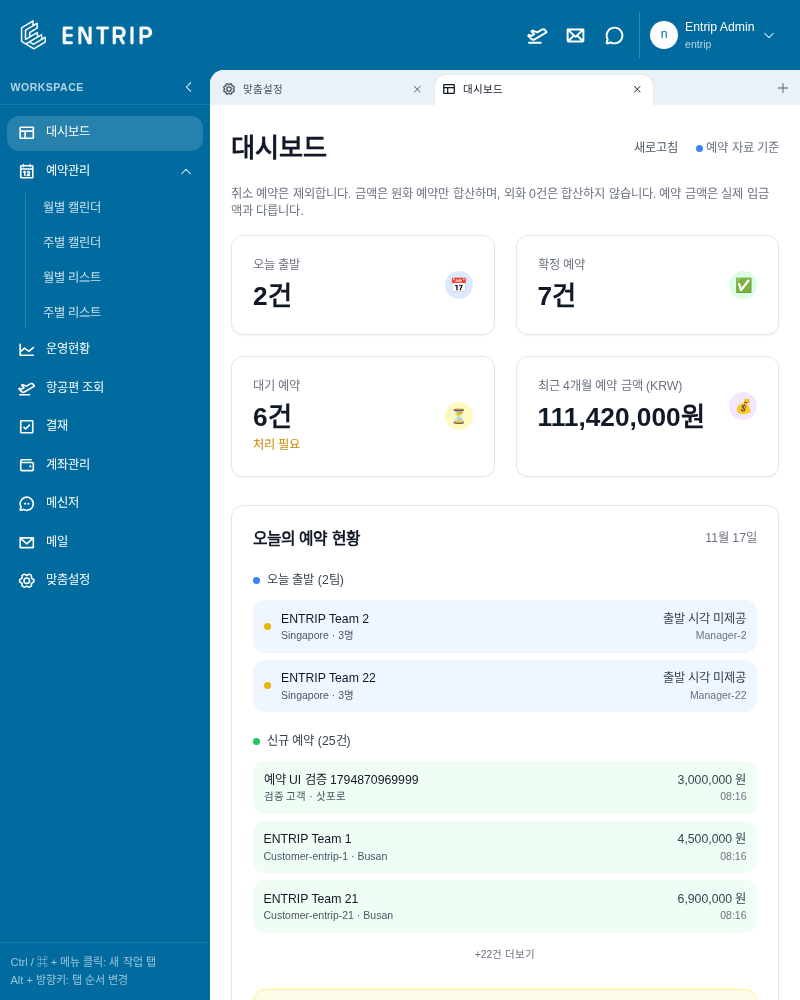 ENTRIP
n
Entrip Admin
entrip
WORKSPACE
맞춤설정
대시보드
대시보드
예약관리
12
월별 캘린더
주별 캘린더
월별 리스트
주별 리스트
운영현황
항공편 조회
결재
계좌관리
메신저
메일
맞춤설정
Ctrl / ⌘ + 메뉴 클릭: 새 작업 탭
Alt + 방향키: 탭 순서 변경
대시보드
새로고침
예약 자료 기준
취소 예약은 제외합니다. 금액은 원화 예약만 합산하며, 외화 0건은 합산하지 않습니다. 예약 금액은 실제 입금
액과 다릅니다.
오늘 출발
2건
확정 예약
7건
대기 예약
6건
처리 필요
최근 4개월 예약 금액 (KRW)
111,420,000원
오늘의 예약 현황
11월 17일
오늘 출발 (2팀)
ENTRIP Team 2
출발 시각 미제공
Singapore · 3명
Manager-2
ENTRIP Team 22
출발 시각 미제공
Singapore · 3명
Manager-22
신규 예약 (25건)
예약 UI 검증 1794870969999
3,000,000 원
검증 고객 · 삿포로
08:16
ENTRIP Team 1
4,500,000 원
Customer-entrip-1 · Busan
08:16
ENTRIP Team 21
6,900,000 원
Customer-entrip-21 · Busan
08:16
+22건 더보기